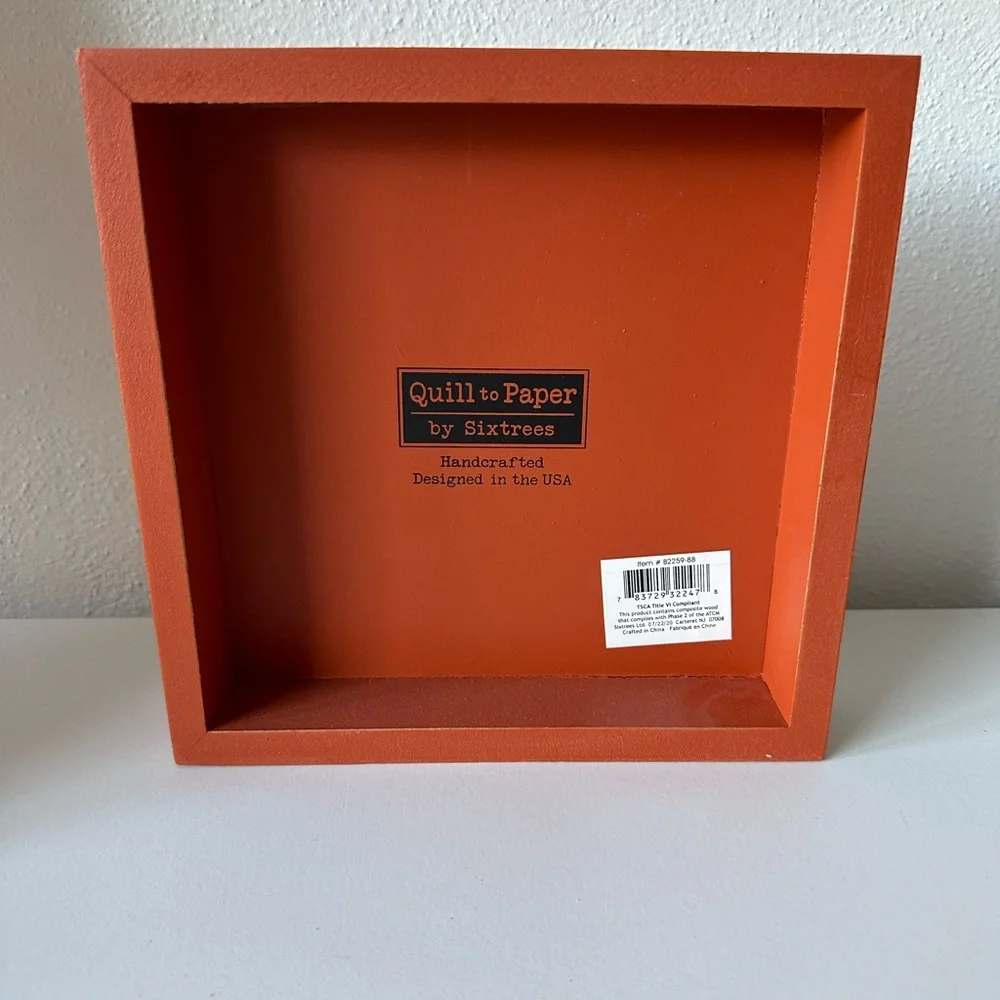 Quill to Paper
by Sixtrees
Handcrafted
Designed in the USA
Item # 82259-88
7 83729 32247 8
TSCA Title VI Compliant
This product contains composite wood
that complies with Phase 2 of the ATCM
Sixtrees Ltd. 07/22/20 Carteret NJ. 07008
Crafted in China Fabriqué en Chine